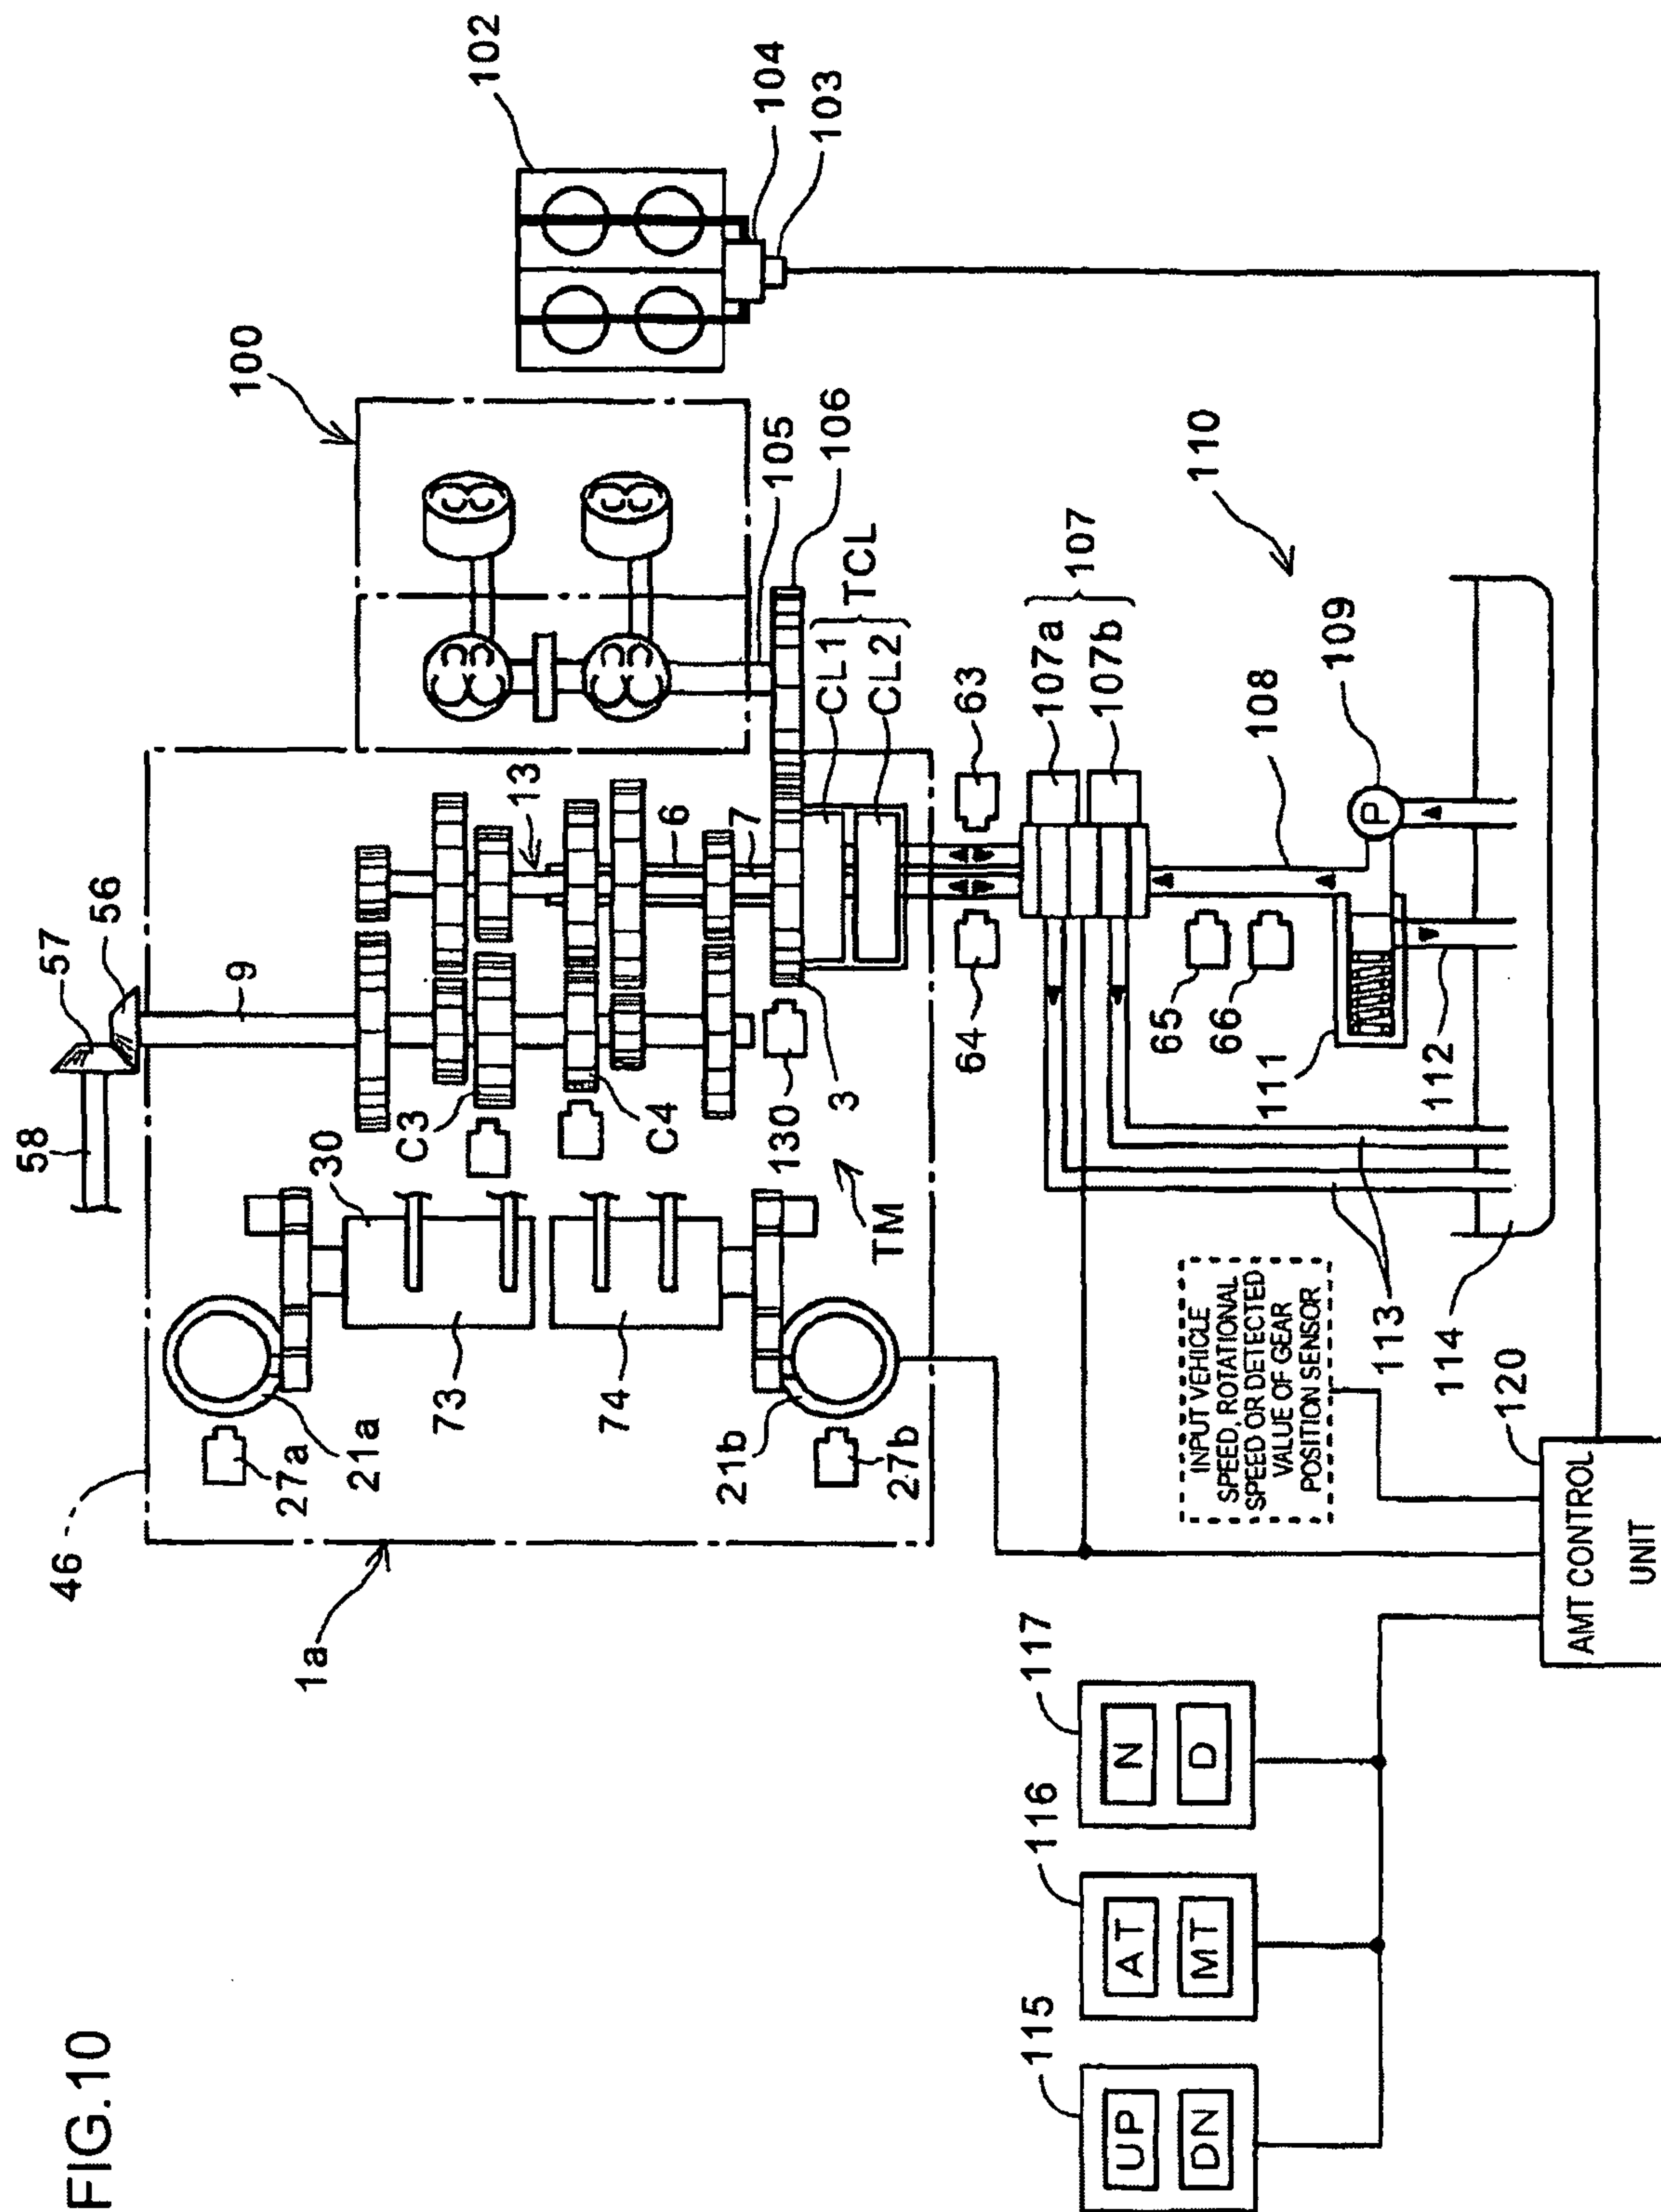 FIG.10
46
1a
58
57
56
9
27a
21a
73
30
C3
C4
13
6
7
100
102
104
103
105
106
TCL
CL1
CL2
3
130
TM
74
21b
27b
63
64
107a
107b
107
110
65
66
108
109
P
111
112
113
114
INPUT VEHICLE
SPEED, ROTATIONAL
SPEED OR DETECTED
VALUE OF GEAR
POSITION SENSOR
120
AMT CONTROL
UNIT
115
UP
DN
116
AT
MT
117
N
D